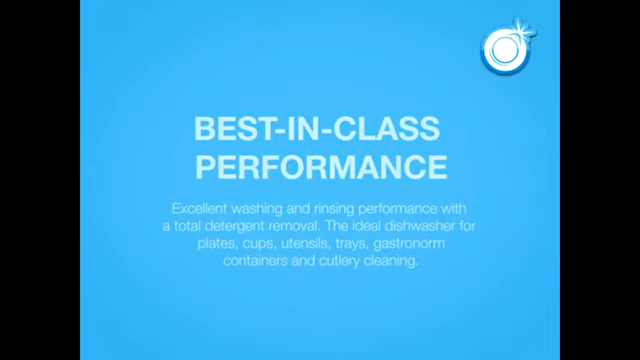 BEST-IN-CLASS
PERFORMANCE
Excellent washing and rinsing performance with
a total detergent removal. The ideal dishwasher for
plates, cups, utensils, trays, gastronorm
containers and cutlery cleaning.